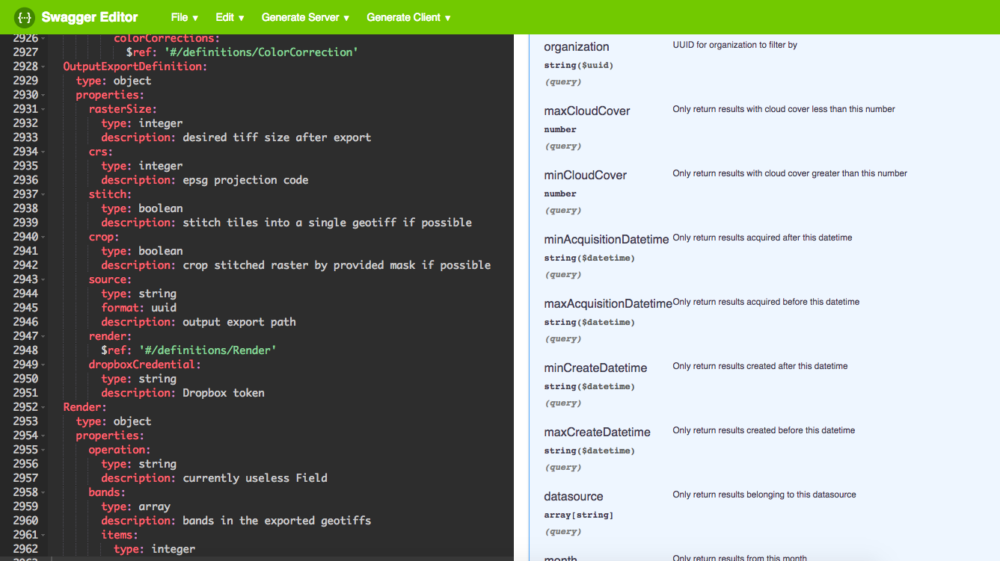 {··} Swagger Editor File ▾ Edit ▾ Generate Server ▾ Generate Client ▾
2926 colorCorrections:
2927 $ref: '#/definitions/ColorCorrection'
2928 OutputExportDefinition:
2929 type: object
2930 properties:
2931 rasterSize:
2932 type: integer
2933 description: desired tiff size after export
2934 crs:
2935 type: integer
2936 description: epsg projection code
2937 stitch:
2938 type: boolean
2939 description: stitch tiles into a single geotiff if possible
2940 crop:
2941 type: boolean
2942 description: crop stitched raster by provided mask if possible
2943 source:
2944 type: string
2945 format: uuid
2946 description: output export path
2947 render:
2948 $ref: '#/definitions/Render'
2949 dropboxCredential:
2950 type: string
2951 description: Dropbox token
2952 Render:
2953 type: object
2954 properties:
2955 operation:
2956 type: string
2957 description: currently useless Field
2958 bands:
2959 type: array
2960 description: bands in the exported geotiffs
2961 items:
2962 type: integer
2963
organization UUID for organization to filter by
string($uuid)
(query)
maxCloudCover Only return results with cloud cover less than this number
number
(query)
minCloudCover Only return results with cloud cover greater than this number
number
(query)
minAcquisitionDatetime Only return results acquired after this datetime
string($datetime)
(query)
maxAcquisitionDatetime Only return results acquired before this datetime
string($datetime)
(query)
minCreateDatetime Only return results created after this datetime
string($datetime)
(query)
maxCreateDatetime Only return results created before this datetime
string($datetime)
(query)
datasource Only return results belonging to this datasource
array[string]
(query)
month Only return results from this month